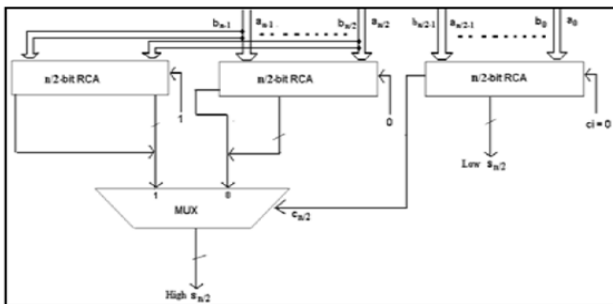 bn-1 an-1 bn/2 an/2 bn/2-1 an/2-1 b0 a0
n/2-bit RCA n/2-bit RCA n/2-bit RCA
1 0 ci = 0
Low sn/2
1 0
MUX
cn/2
High sn/2